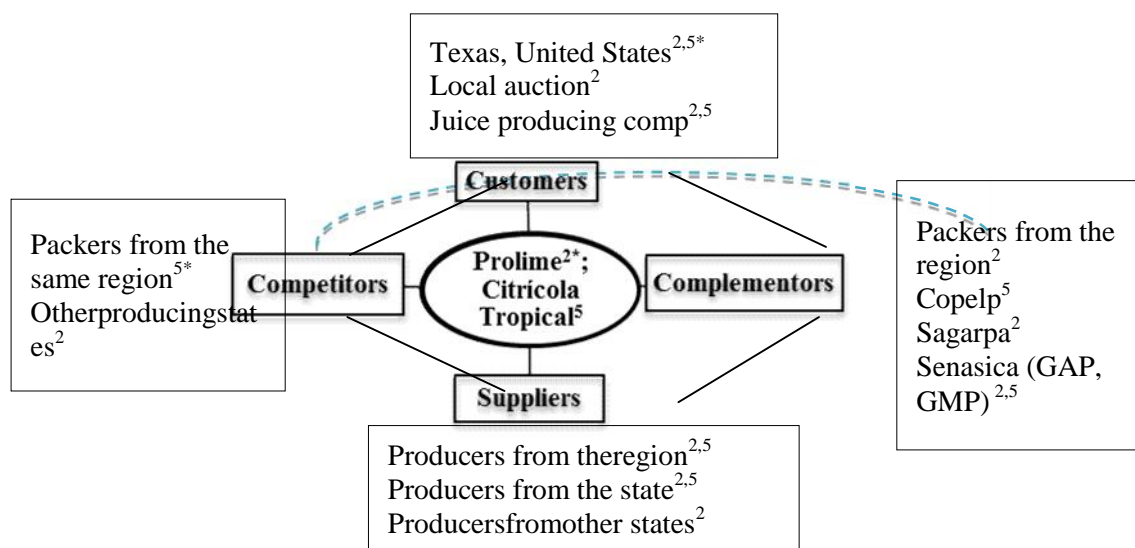 Texas, United States2,5*
Local auction2
Juice producing comp2,5
Customers
Packers from the
same region5*
Otherproducingstat
es2
Competitors
Prolime2*;
Citrícola
Tropical5
Complementors
Packers from the
region2
Copelp5
Sagarpa2
Senasica (GAP,
GMP) 2,5
Suppliers
Producers from theregion2,5
Producers from the state2,5
Producersfromother states2